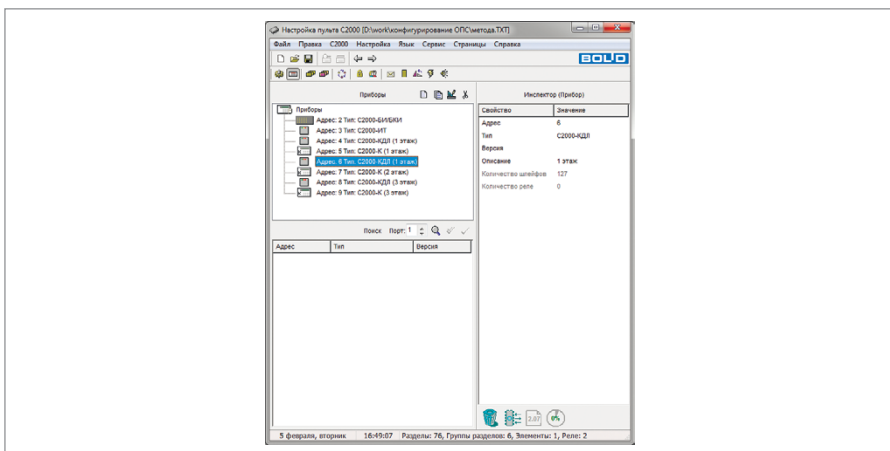 Настройка пульта C2000 [D:\work\конфигурирование ОПС\метода.TXT]
Файл Правка C2000 Настройка Язык Сервис Страницы Справка
BOLID
Приборы
Инспектор (Прибор)
Приборы
Адрес: 2 Тип: С2000-БИ/БКИ
Адрес: 3 Тип: С2000-ИТ
Адрес: 4 Тип: С2000-КДЛ (1 этаж)
Адрес: 5 Тип: С2000-К (1 этаж)
Адрес: 6 Тип: С2000-КДЛ (1 этаж)
Адрес: 7 Тип: С2000-К (2 этаж)
Адрес: 8 Тип: С2000-КДЛ (3 этаж)
Адрес: 9 Тип: С2000-К (3 этаж)
Свойство Значение
Адрес 6
Тип С2000-КДЛ
Версия
Описание 1 этаж
Количество шлейфов 127
Количество реле 0
Поиск Порт: 1
Адрес Тип Версия
2.07
5 февраля, вторник 16:49:07 Разделы: 76, Группы разделов: 6, Элементы: 1, Реле: 2